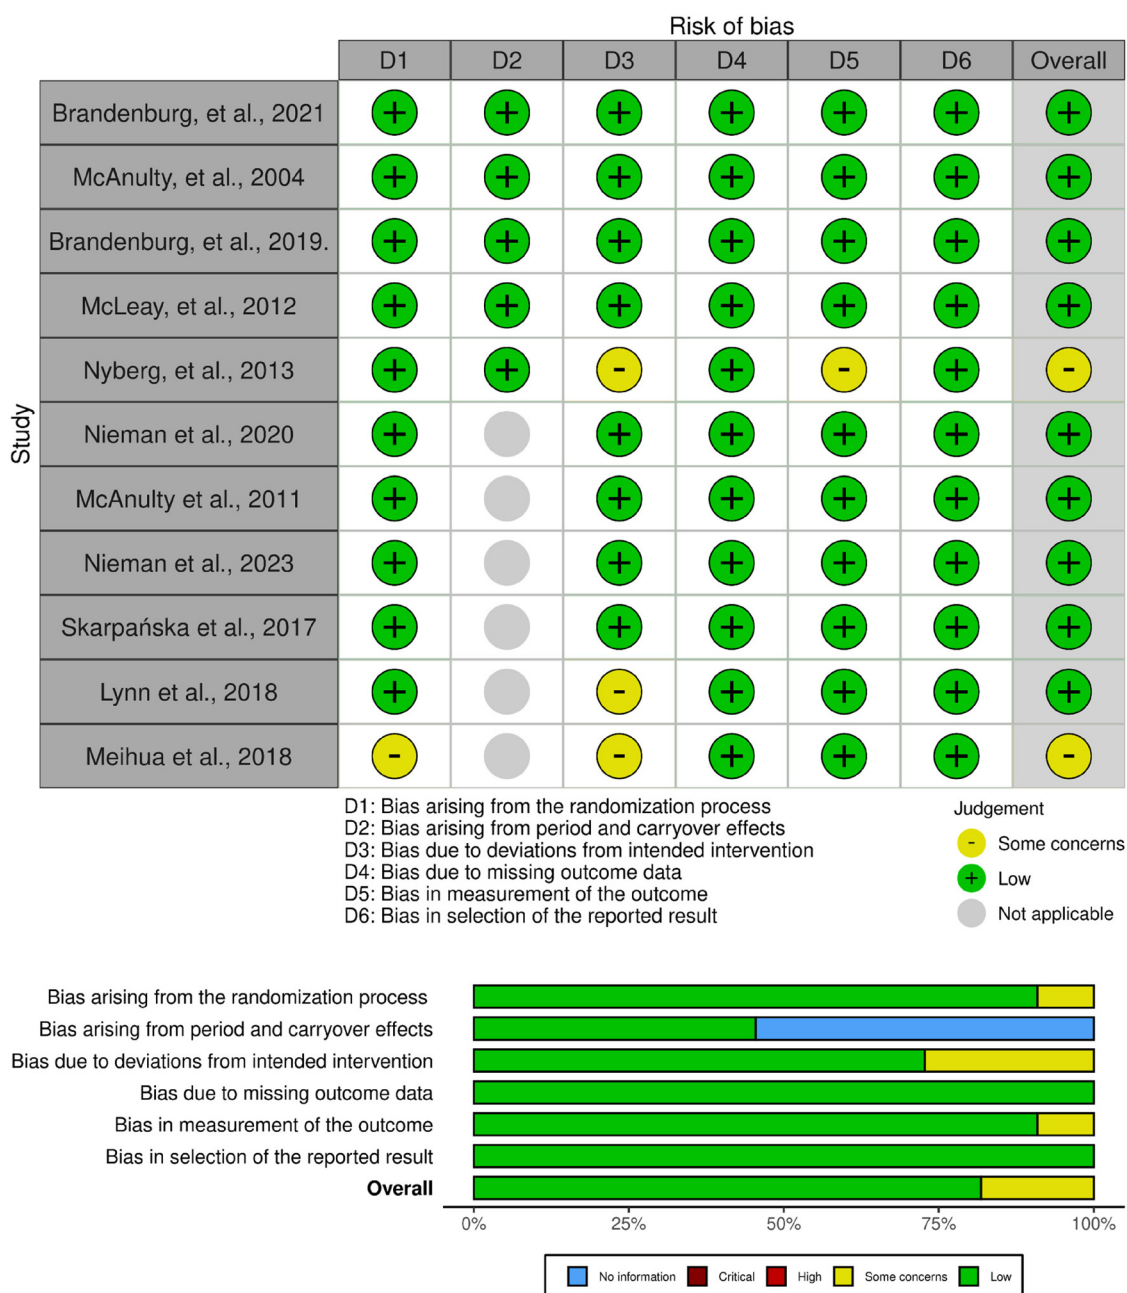 Risk of bias
D1 D2 D3 D4 D5 D6 Overall
Study
Brandenburg, et al., 2021 + + + + + + +
McAnulty, et al., 2004 + + + + + + +
Brandenburg, et al., 2019. + + + + + + +
McLeay, et al., 2012 + + + + + + +
Nyberg, et al., 2013 + + - + - + -
Nieman et al., 2020 + + + + + +
McAnulty et al., 2011 + + + + + +
Nieman et al., 2023 + + + + + +
Skarpańska et al., 2017 + + + + + +
Lynn et al., 2018 + - + + + +
Meihua et al., 2018 - - + + + -
D1: Bias arising from the randomization process
D2: Bias arising from period and carryover effects
D3: Bias due to deviations from intended intervention
D4: Bias due to missing outcome data
D5: Bias in measurement of the outcome
D6: Bias in selection of the reported result
Judgement
- Some concerns
+ Low
Not applicable
Bias arising from the randomization process
Bias arising from period and carryover effects
Bias due to deviations from intended intervention
Bias due to missing outcome data
Bias in measurement of the outcome
Bias in selection of the reported result
Overall
0% 25% 50% 75% 100%
No information Critical High Some concerns Low